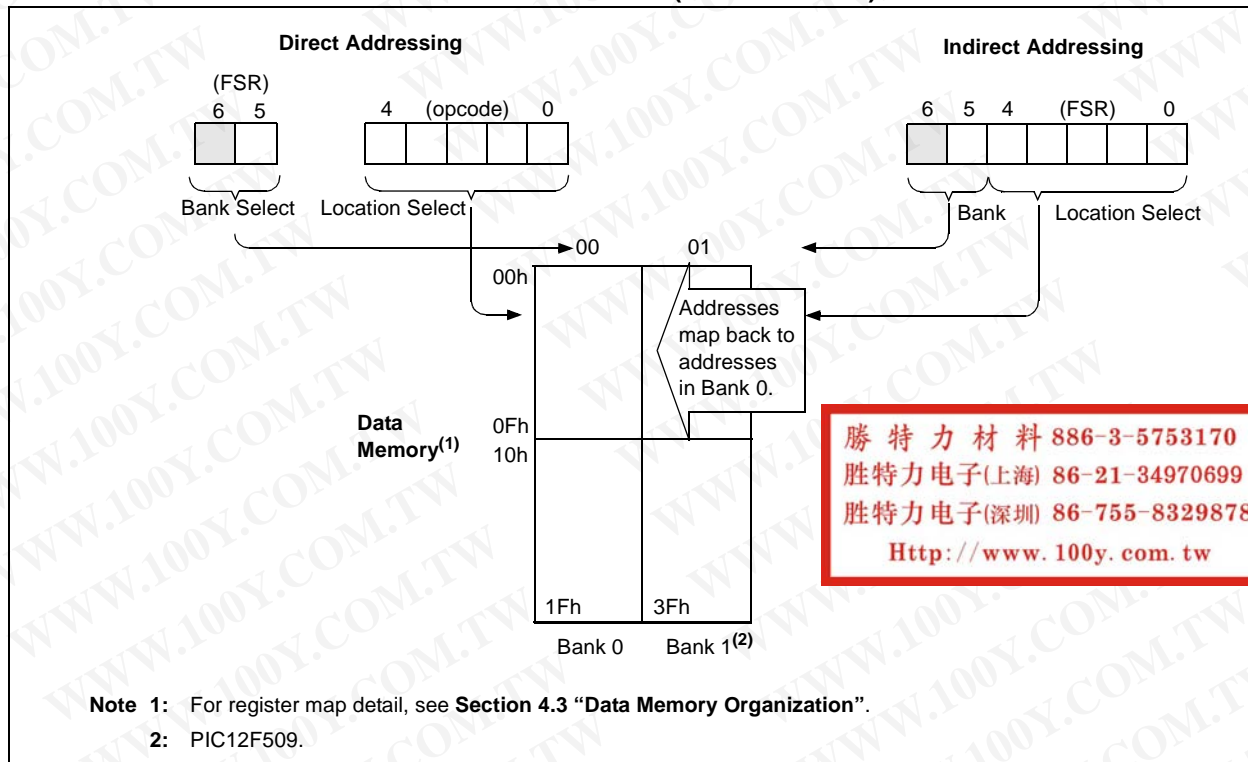 Direct Addressing
Indirect Addressing
(FSR)
6 5
4 (opcode) 0
6 5 4 (FSR) 0
Bank Select
Location Select
Bank
Location Select
00
01
00h
Addresses
map back to
addresses
in Bank 0.
Data
Memory(1)
0Fh
10h
1Fh
3Fh
Bank 0
Bank 1(2)
勝特力材料 886-3-5753170
胜特力电子(上海) 86-21-34970699
胜特力电子(深圳) 86-755-8329878
Http://www.100y.com.tw
Note 1: For register map detail, see Section 4.3 “Data Memory Organization”.
2: PIC12F509.
WWW.100Y.COM.TW